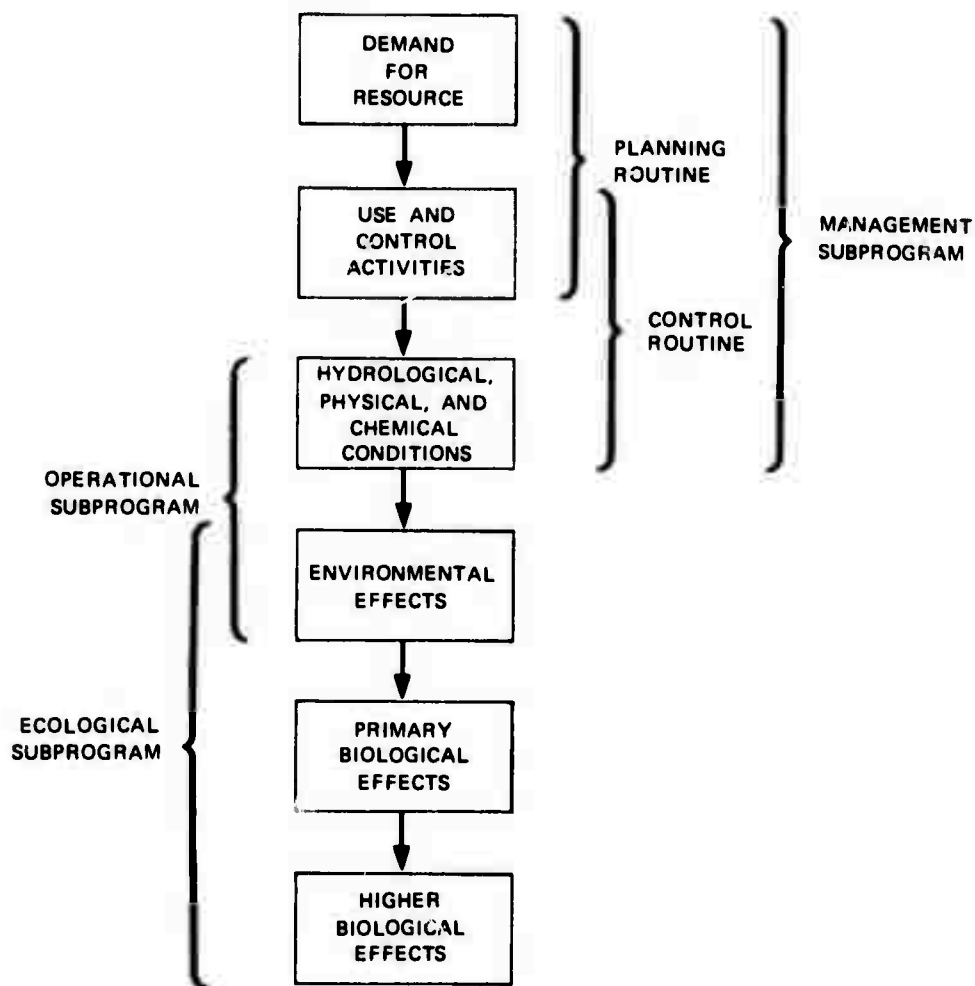 DEMAND
FOR
RESOURCE
PLANNING
ROUTINE
USE AND
CONTROL
ACTIVITIES
MANAGEMENT
SUBPROGRAM
CONTROL
ROUTINE
HYDROLOGICAL,
PHYSICAL, AND
CHEMICAL
CONDITIONS
OPERATIONAL
SUBPROGRAM
ENVIRONMENTAL
EFFECTS
ECOLOGICAL
SUBPROGRAM
PRIMARY
BIOLOGICAL
EFFECTS
HIGHER
BIOLOGICAL
EFFECTS